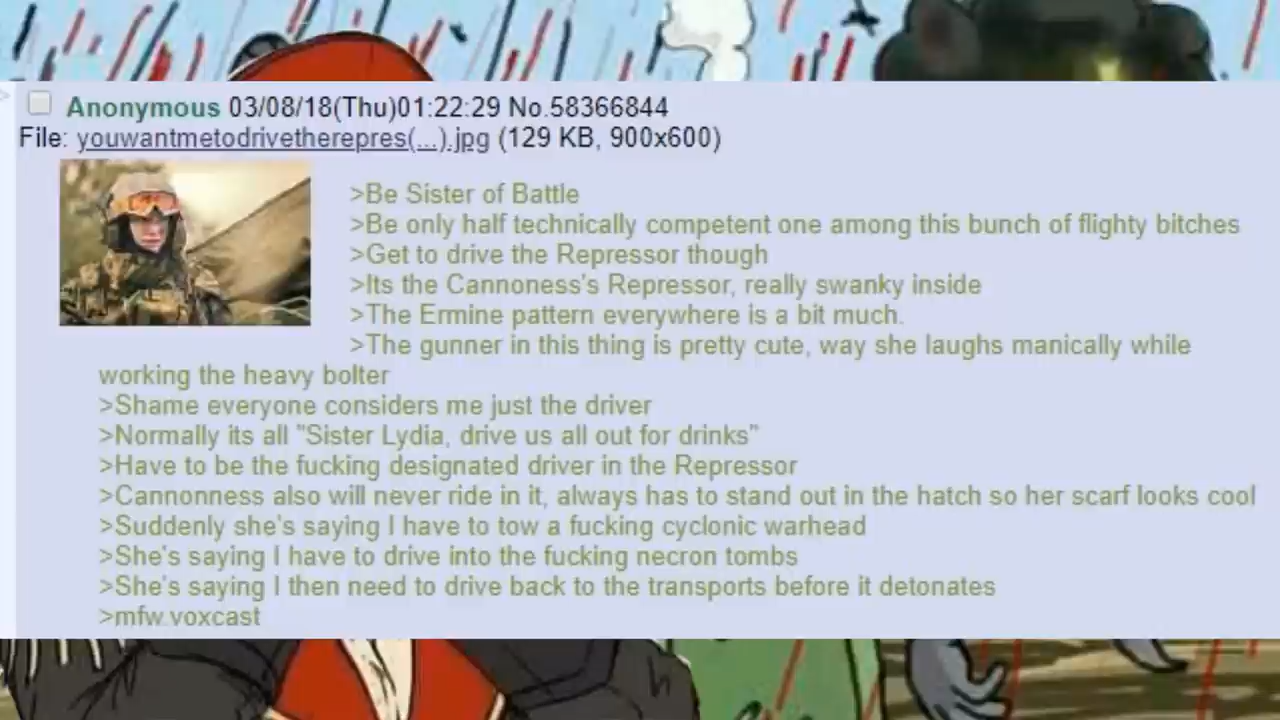 Anonymous 03/08/18(Thu)01:22:29 No.58366844
File: youwantmetodrivetherepres(...).jpg (129 KB, 900x600)
>Be Sister of Battle
>Be only half technically competent one among this bunch of flighty bitches
>Get to drive the Repressor though
>Its the Cannoness's Repressor, really swanky inside
>The Ermine pattern everywhere is a bit much.
>The gunner in this thing is pretty cute, way she laughs manically while
working the heavy bolter
>Shame everyone considers me just the driver
>Normally its all "Sister Lydia, drive us all out for drinks"
>Have to be the fucking designated driver in the Repressor
>Cannonness also will never ride in it, always has to stand out in the hatch so her scarf looks cool
>Suddenly she's saying I have to tow a fucking cyclonic warhead
>She's saying I have to drive into the fucking necron tombs
>She's saying I then need to drive back to the transports before it detonates
>mfw.voxcast